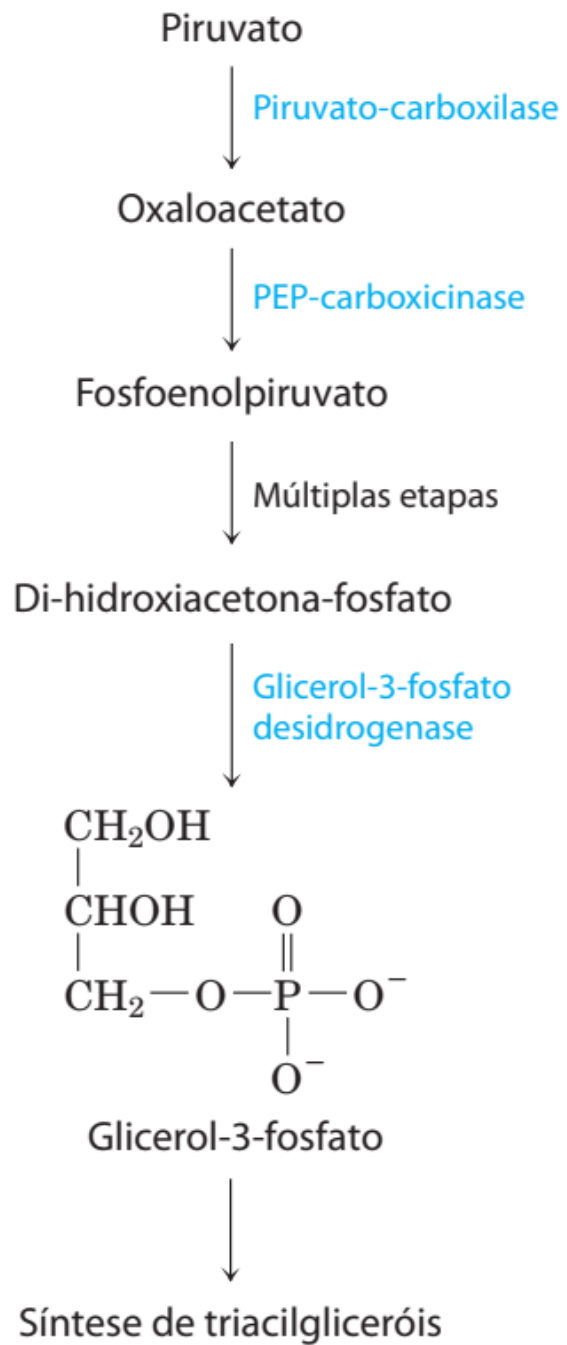 Piruvato
Piruvato-carboxilase
Oxaloacetato
PEP-carboxicinase
Fosfoenolpiruvato
Múltiplas etapas
Di-hidroxiacetona-fosfato
Glicerol-3-fosfato
desidrogenase
CH₂OH
CHOH O
CH₂—O—P—O⁻
O⁻
Glicerol-3-fosfato
Síntese de triacilgliceróis